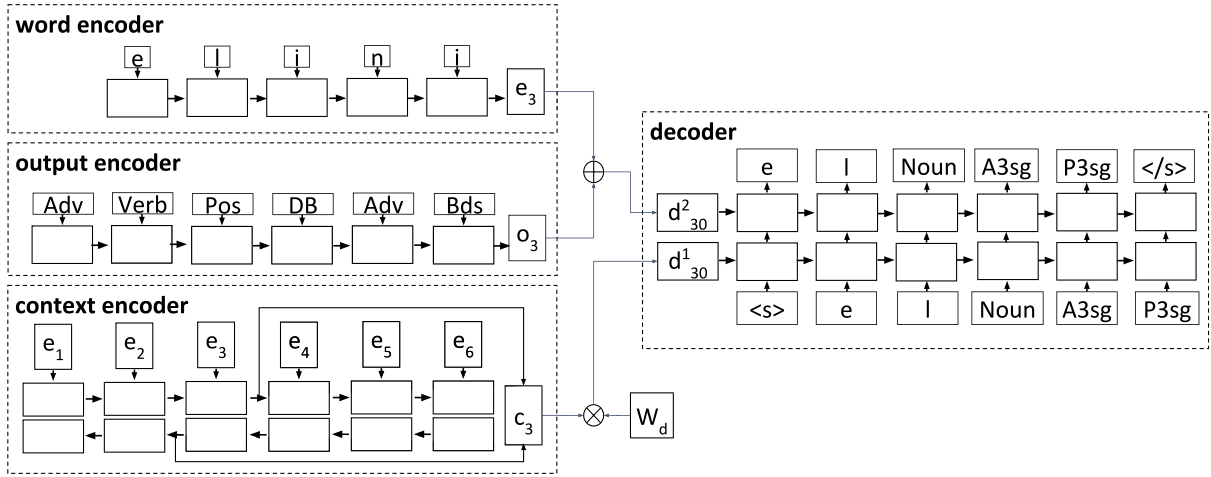 word encoder
e l i n i
e3
output encoder
Adv Verb Pos DB Adv Bds
o3
context encoder
e1 e2 e3 e4 e5 e6
c3
Wd
decoder
e l Noun A3sg P3sg </s>
d²30
d¹30
<s> e l Noun A3sg P3sg